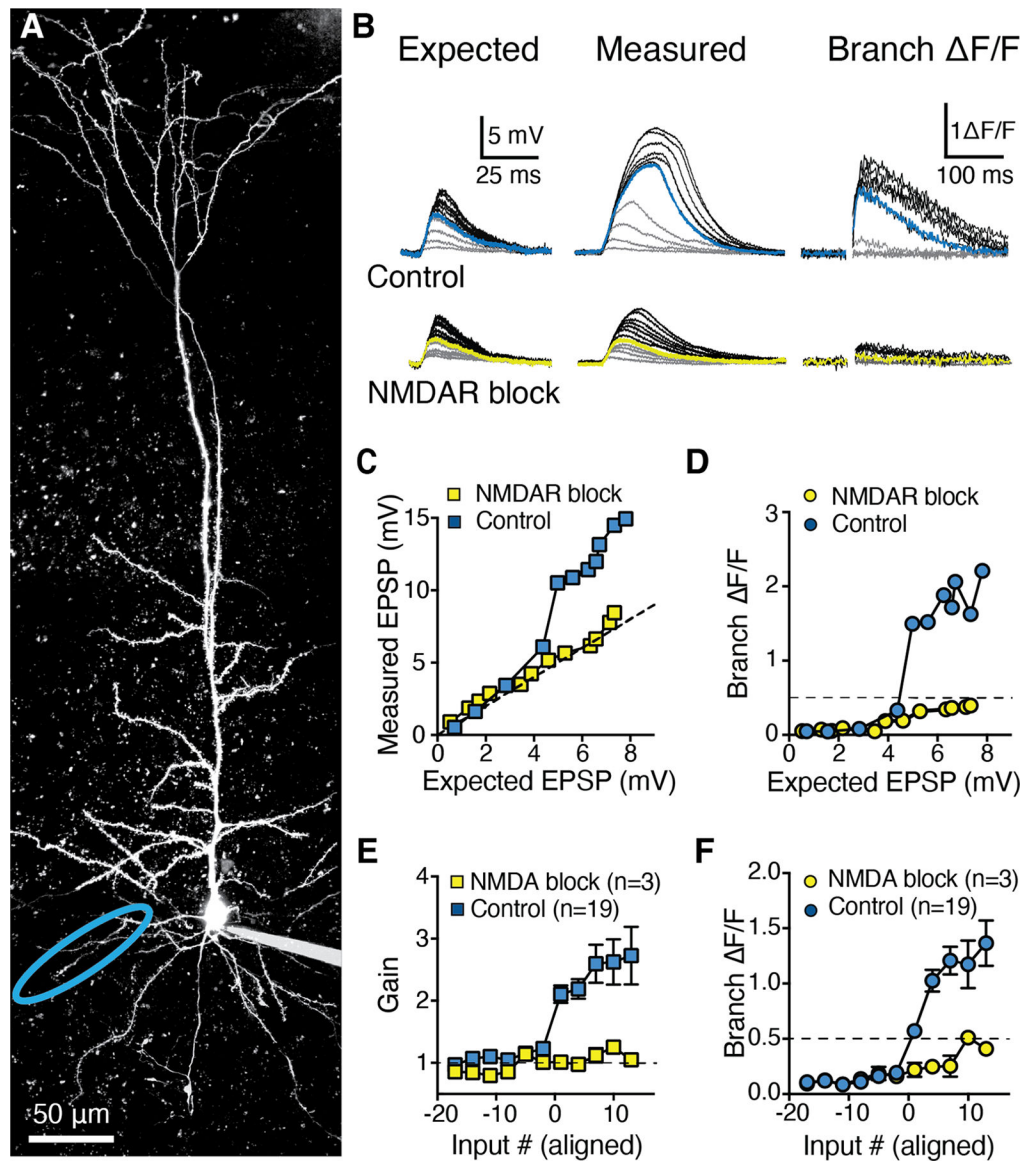 A
50 µm
B
Expected Measured Branch ΔF/F
5 mV
25 ms
1ΔF/F
100 ms
Control
NMDAR block
C
NMDAR block
Control
15
10
5
0
0 2 4 6 8
Measured EPSP (mV)
Expected EPSP (mV)
D
NMDAR block
Control
3
2
1
0
0 2 4 6 8
Branch ΔF/F
Expected EPSP (mV)
E
NMDA block (n=3)
Control (n=19)
4
3
2
1
-20 -10 0 10
Gain
Input # (aligned)
F
NMDA block (n=3)
Control (n=19)
2.0
1.5
1.0
0.5
0.0
-20 -10 0 10
Branch ΔF/F
Input # (aligned)